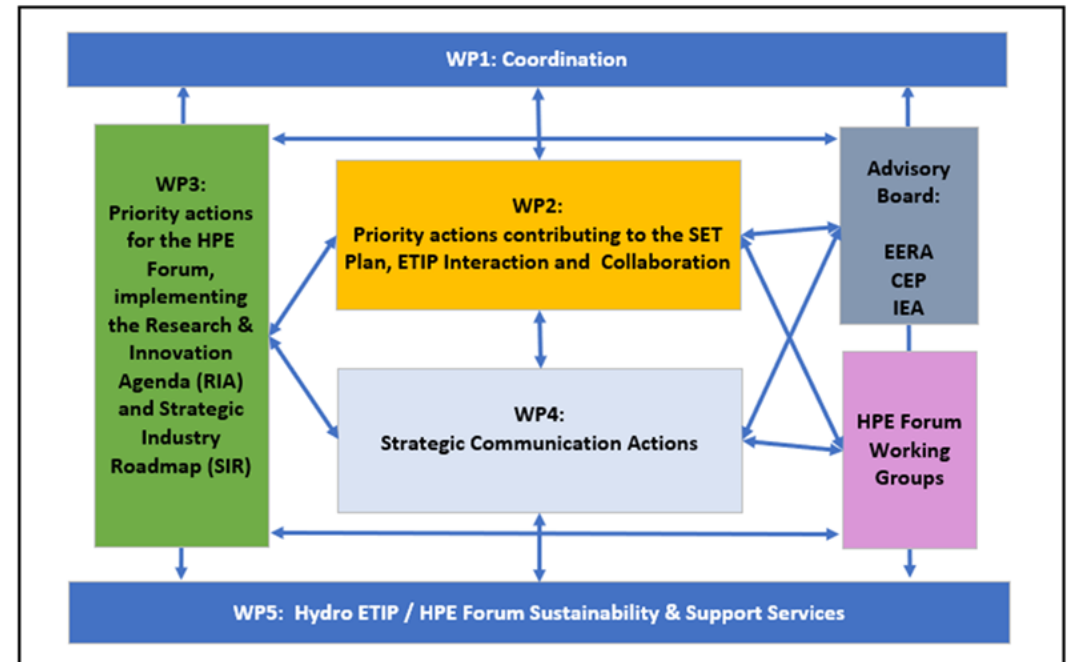 WP1: Coordination
WP3:
Priority actions
for the HPE
Forum,
implementing
the Research &
Innovation
Agenda (RIA)
and Strategic
Industry
Roadmap (SIR)
WP2:
Priority actions contributing to the SET
Plan, ETIP Interaction and Collaboration
WP4:
Strategic Communication Actions
Advisory
Board:
EERA
CEP
IEA
HPE Forum
Working
Groups
WP5: Hydro ETIP / HPE Forum Sustainability & Support Services